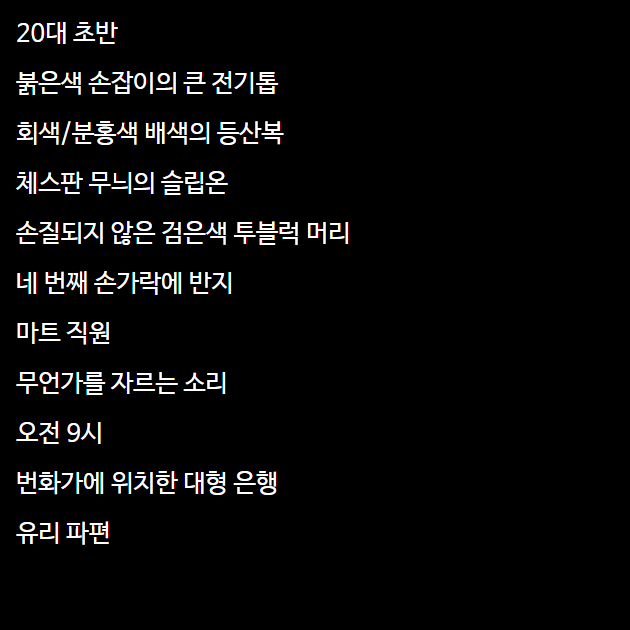 20대 초반
붉은색 손잡이의 큰 전기톱
회색/분홍색 배색의 등산복
체스판 무늬의 슬립온
손질되지 않은 검은색 투블럭 머리
네 번째 손가락에 반지
마트 직원
무언가를 자르는 소리
오전 9시
번화가에 위치한 대형 은행
유리 파편